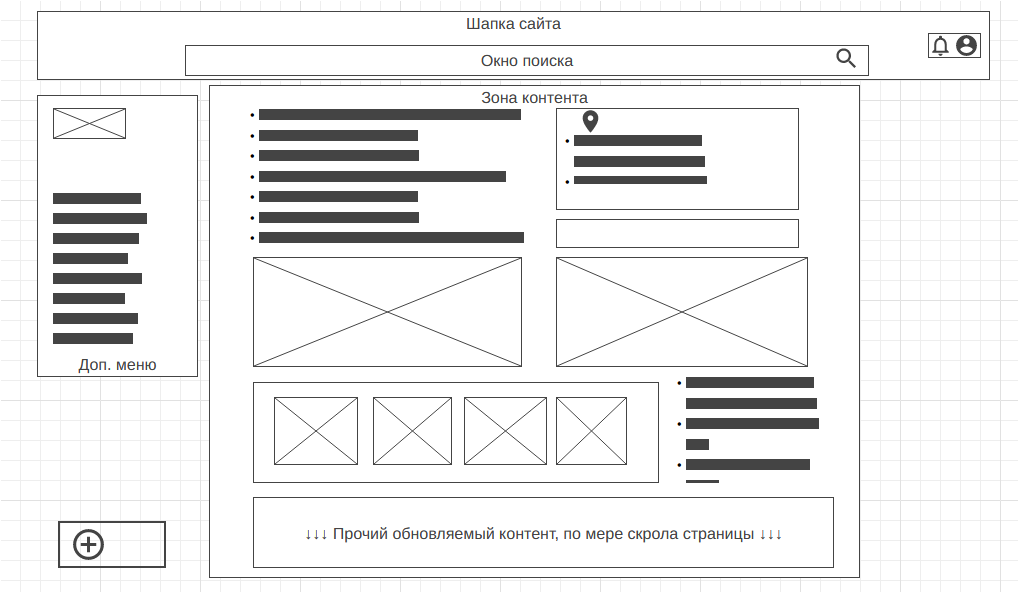 Шапка сайта
Окно поиска
Зона контента
Доп. меню
↓↓↓ Прочий обновляемый контент, по мере скрола страницы ↓↓↓